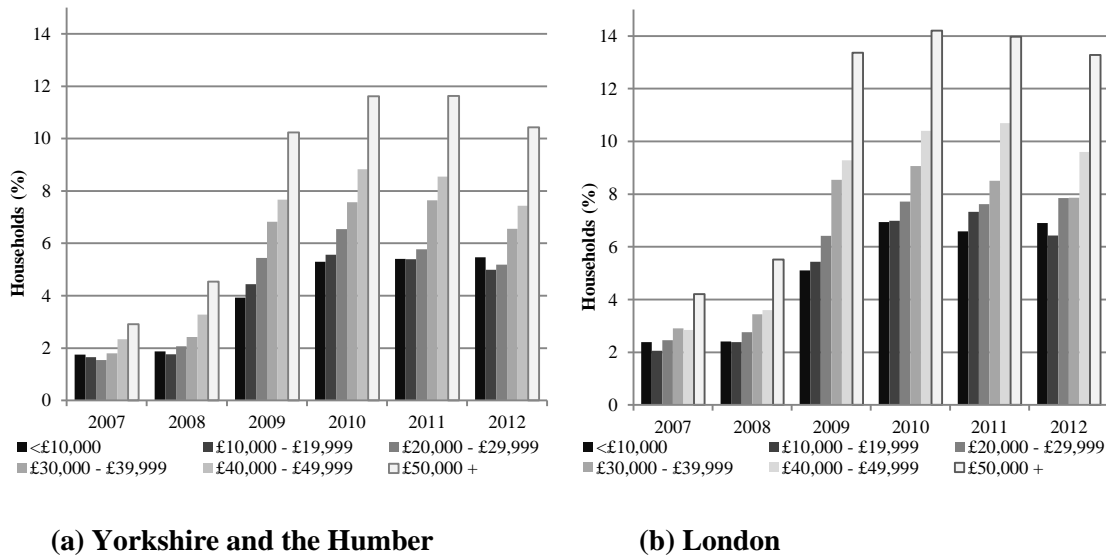 14
12
10
8
6
4
2
0
Households (%)
2007 2008 2009 2010 2011 2012
<£10,000 £10,000 - £19,999 £20,000 - £29,999
£30,000 - £39,999 £40,000 - £49,999 £50,000 +
(a) Yorkshire and the Humber
14
12
10
8
6
4
2
0
Households (%)
2007 2008 2009 2010 2011 2012
<£10,000 £10,000 - £19,999 £20,000 - £29,999
£30,000 - £39,999 £40,000 - £49,999 £50,000 +
(b) London